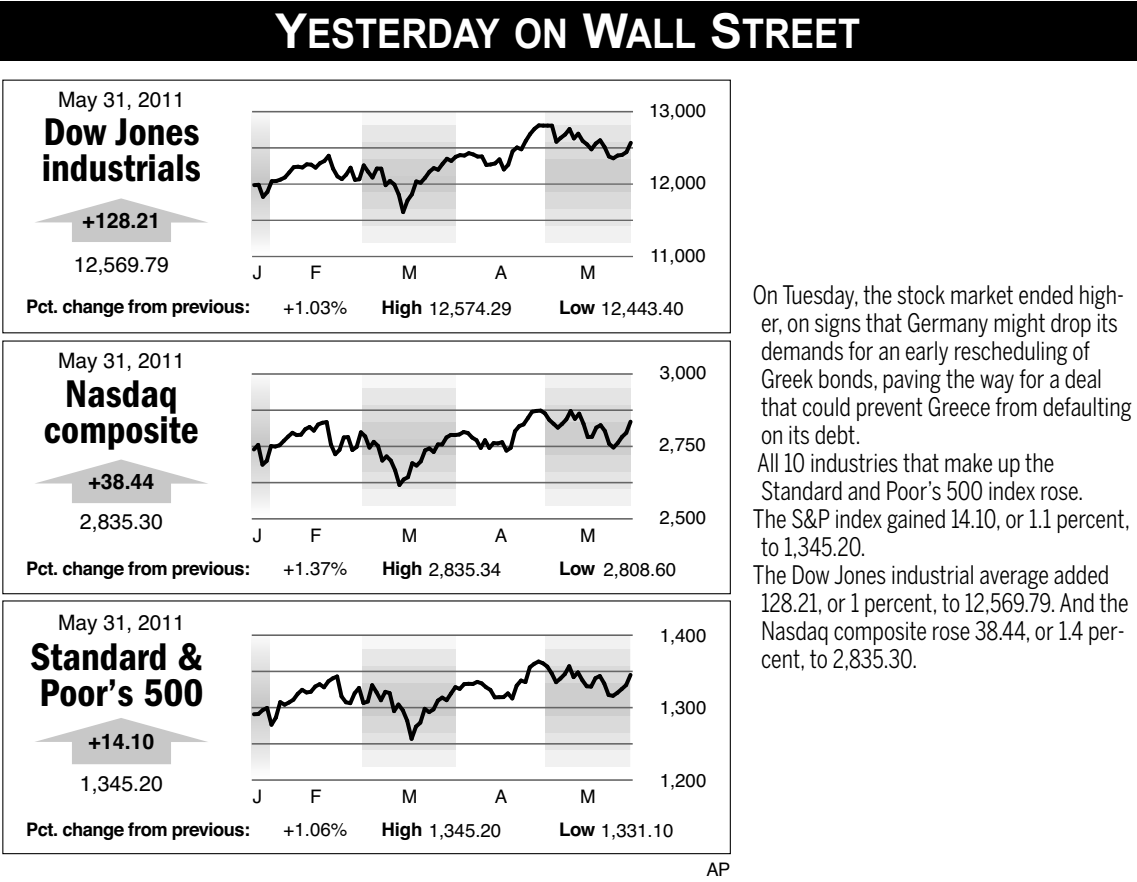 YESTERDAY ON WALL STREET
May 31, 2011
Dow Jones
industrials
+128.21
12,569.79
13,000
12,000
11,000
J F M A M
Pct. change from previous: +1.03% High 12,574.29 Low 12,443.40
May 31, 2011
Nasdaq
composite
+38.44
2,835.30
3,000
2,750
2,500
J F M A M
Pct. change from previous: +1.37% High 2,835.34 Low 2,808.60
May 31, 2011
Standard &
Poor's 500
+14.10
1,345.20
1,400
1,300
1,200
J F M A M
Pct. change from previous: +1.06% High 1,345.20 Low 1,331.10
AP
On Tuesday, the stock market ended high-
er, on signs that Germany might drop its
demands for an early rescheduling of
Greek bonds, paving the way for a deal
that could prevent Greece from defaulting
on its debt.
All 10 industries that make up the
Standard and Poor's 500 index rose.
The S&P index gained 14.10, or 1.1 percent,
to 1,345.20.
The Dow Jones industrial average added
128.21, or 1 percent, to 12,569.79. And the
Nasdaq composite rose 38.44, or 1.4 per-
cent, to 2,835.30.